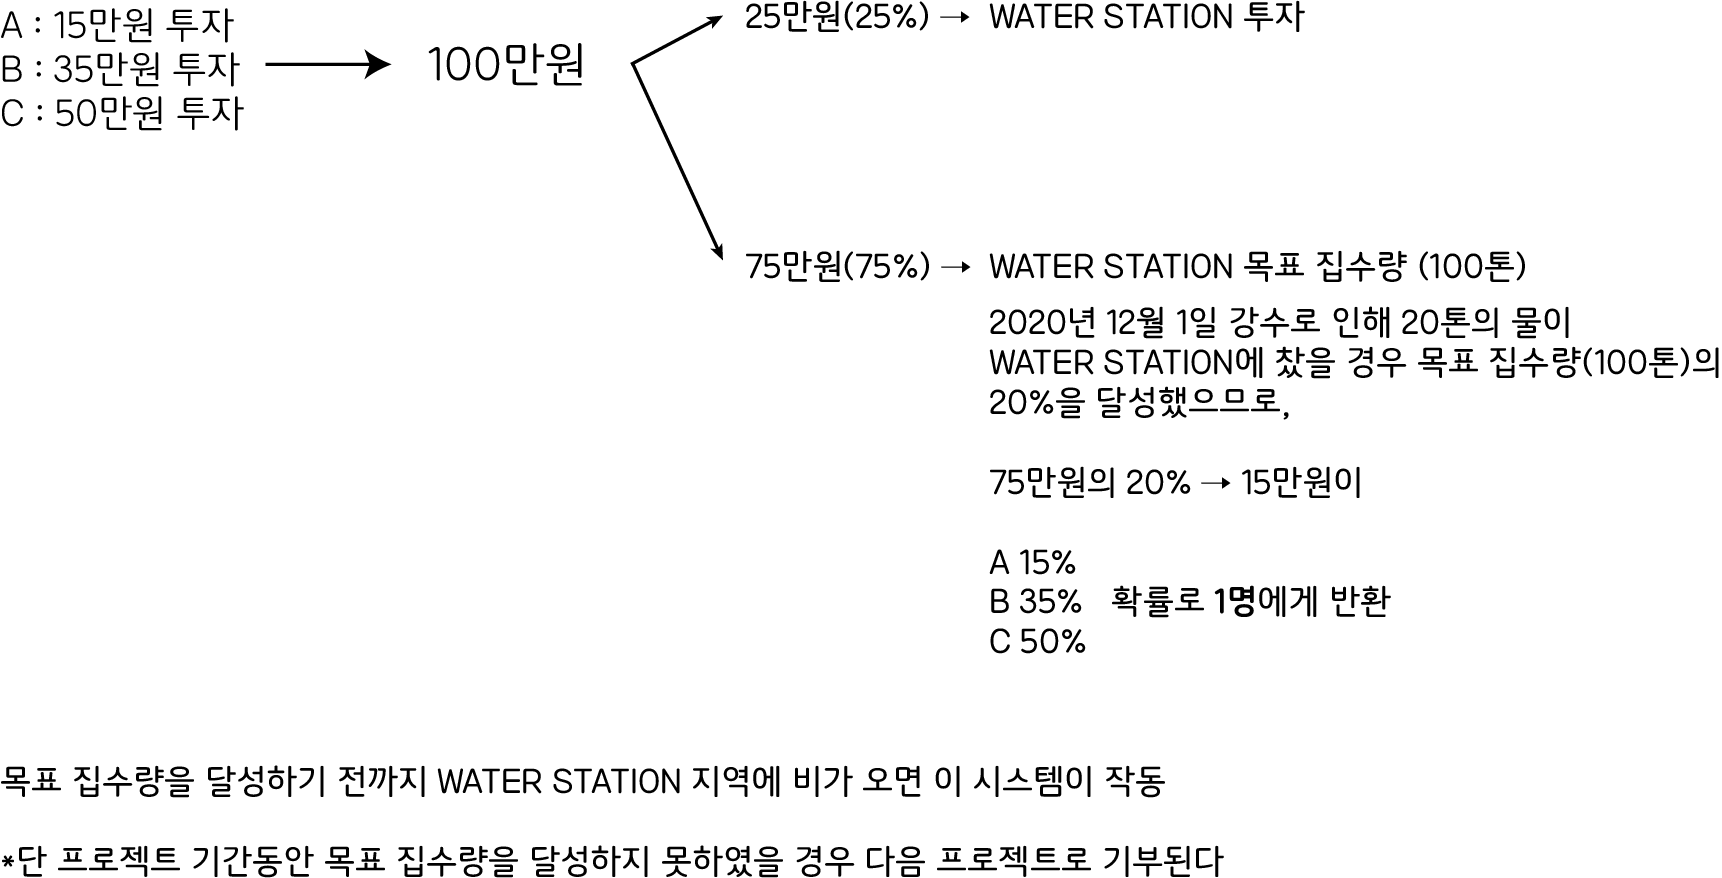 A : 15만원 투자
B : 35만원 투자
C : 50만원 투자
100만원
25만원(25%) → WATER STATION 투자
75만원(75%) → WATER STATION 목표 집수량 (100톤)
2020년 12월 1일 강수로 인해 20톤의 물이
WATER STATION에 찼을 경우 목표 집수량(100톤)의
20%을 달성했으므로,
75만원의 20% → 15만원이
A 15%
B 35% 확률로 1명에게 반환
C 50%
목표 집수량을 달성하기 전까지 WATER STATION 지역에 비가 오면 이 시스템이 작동
*단 프로젝트 기간동안 목표 집수량을 달성하지 못하였을 경우 다음 프로젝트로 기부된다